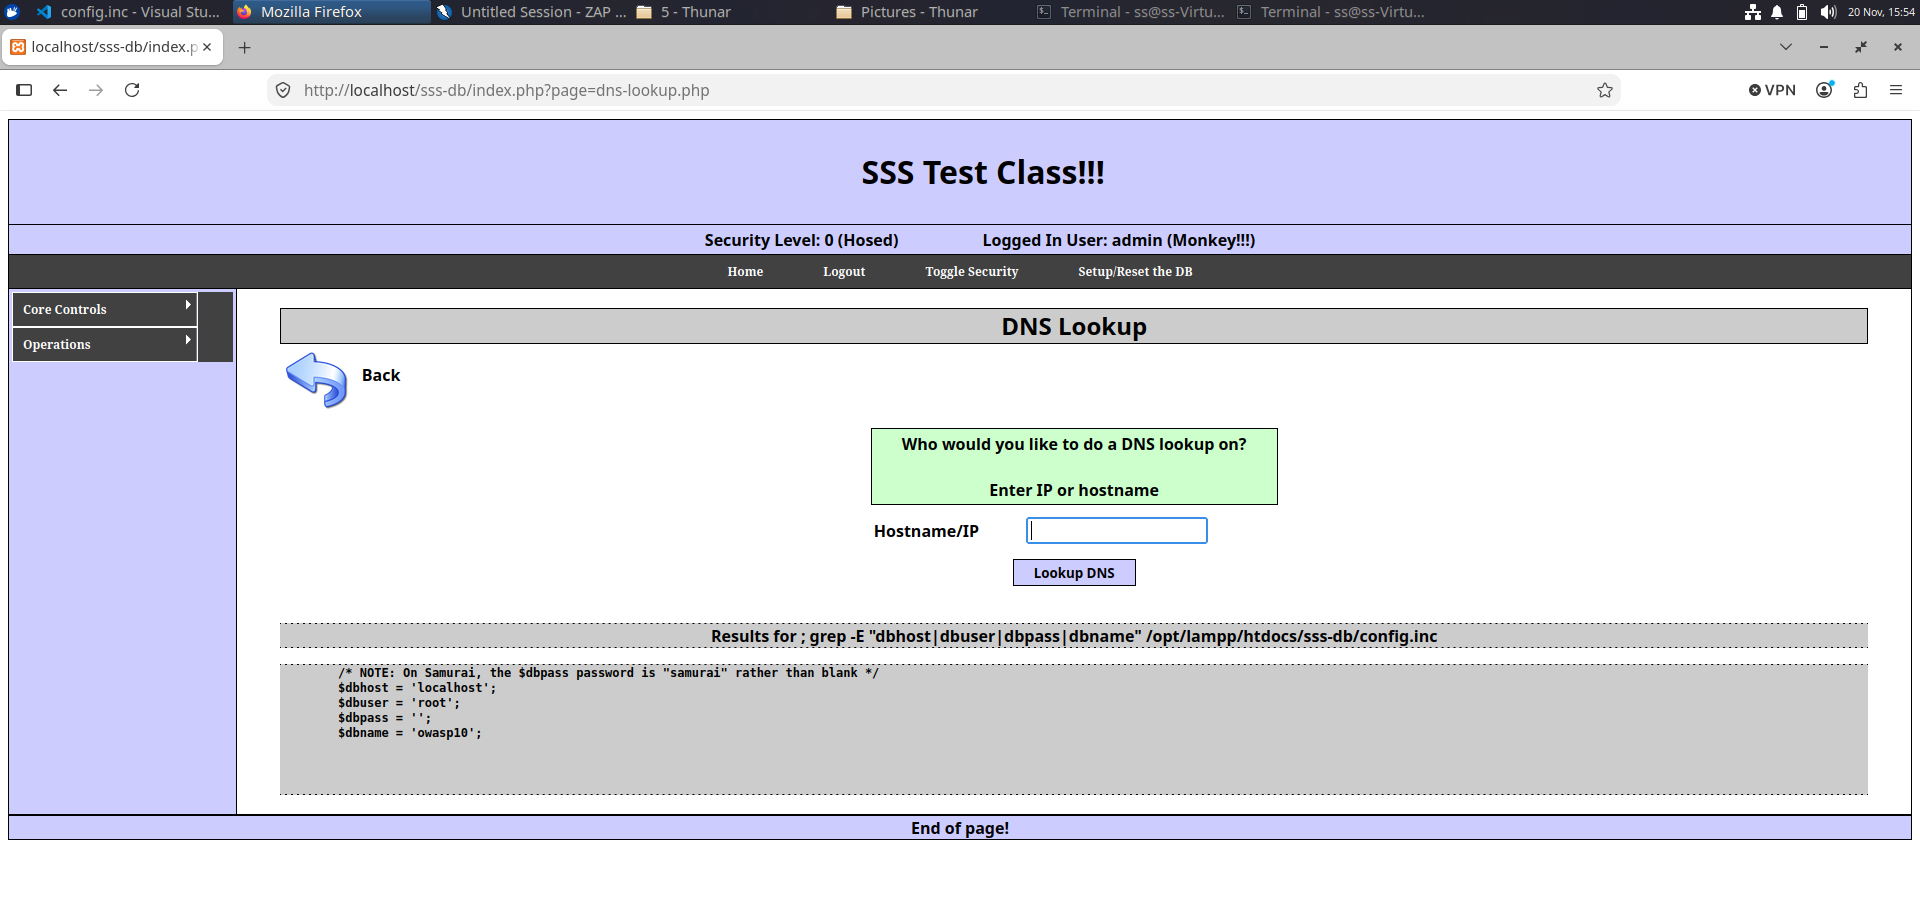 config.inc - Visual Stu...
Mozilla Firefox
Untitled Session - ZAP ...
5 - Thunar
Pictures - Thunar
Terminal - ss@ss-Virtu...
Terminal - ss@ss-Virtu...
20 Nov, 15:54
localhost/sss-db/index.p
http://localhost/sss-db/index.php?page=dns-lookup.php
VPN
SSS Test Class!!!
Security Level: 0 (Hosed) Logged In User: admin (Monkey!!!)
Home Logout Toggle Security Setup/Reset the DB
Core Controls
Operations
DNS Lookup
Back
Who would you like to do a DNS lookup on?
Enter IP or hostname
Hostname/IP
Lookup DNS
Results for ; grep -E "dbhost|dbuser|dbpass|dbname" /opt/lampp/htdocs/sss-db/config.inc
/* NOTE: On Samurai, the $dbpass password is "samurai" rather than blank */
$dbhost = 'localhost';
$dbuser = 'root';
$dbpass = '';
$dbname = 'owasp10';
End of page!